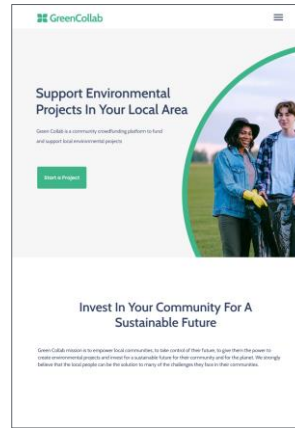 GreenCollab
Support Environmental
Projects In Your Local Area
Green Collab is a community crowdfunding platform to fund
and support local environmental projects
Start a Project
Invest In Your Community For A
Sustainable Future
Green Collab mission is to empower local communities, to take control of their future, to give them the power to
create environmental projects and invest for a sustainable future for their community and for the planet. We strongly
believe that the local people can be the solution to many of the challenges they face in their communities.